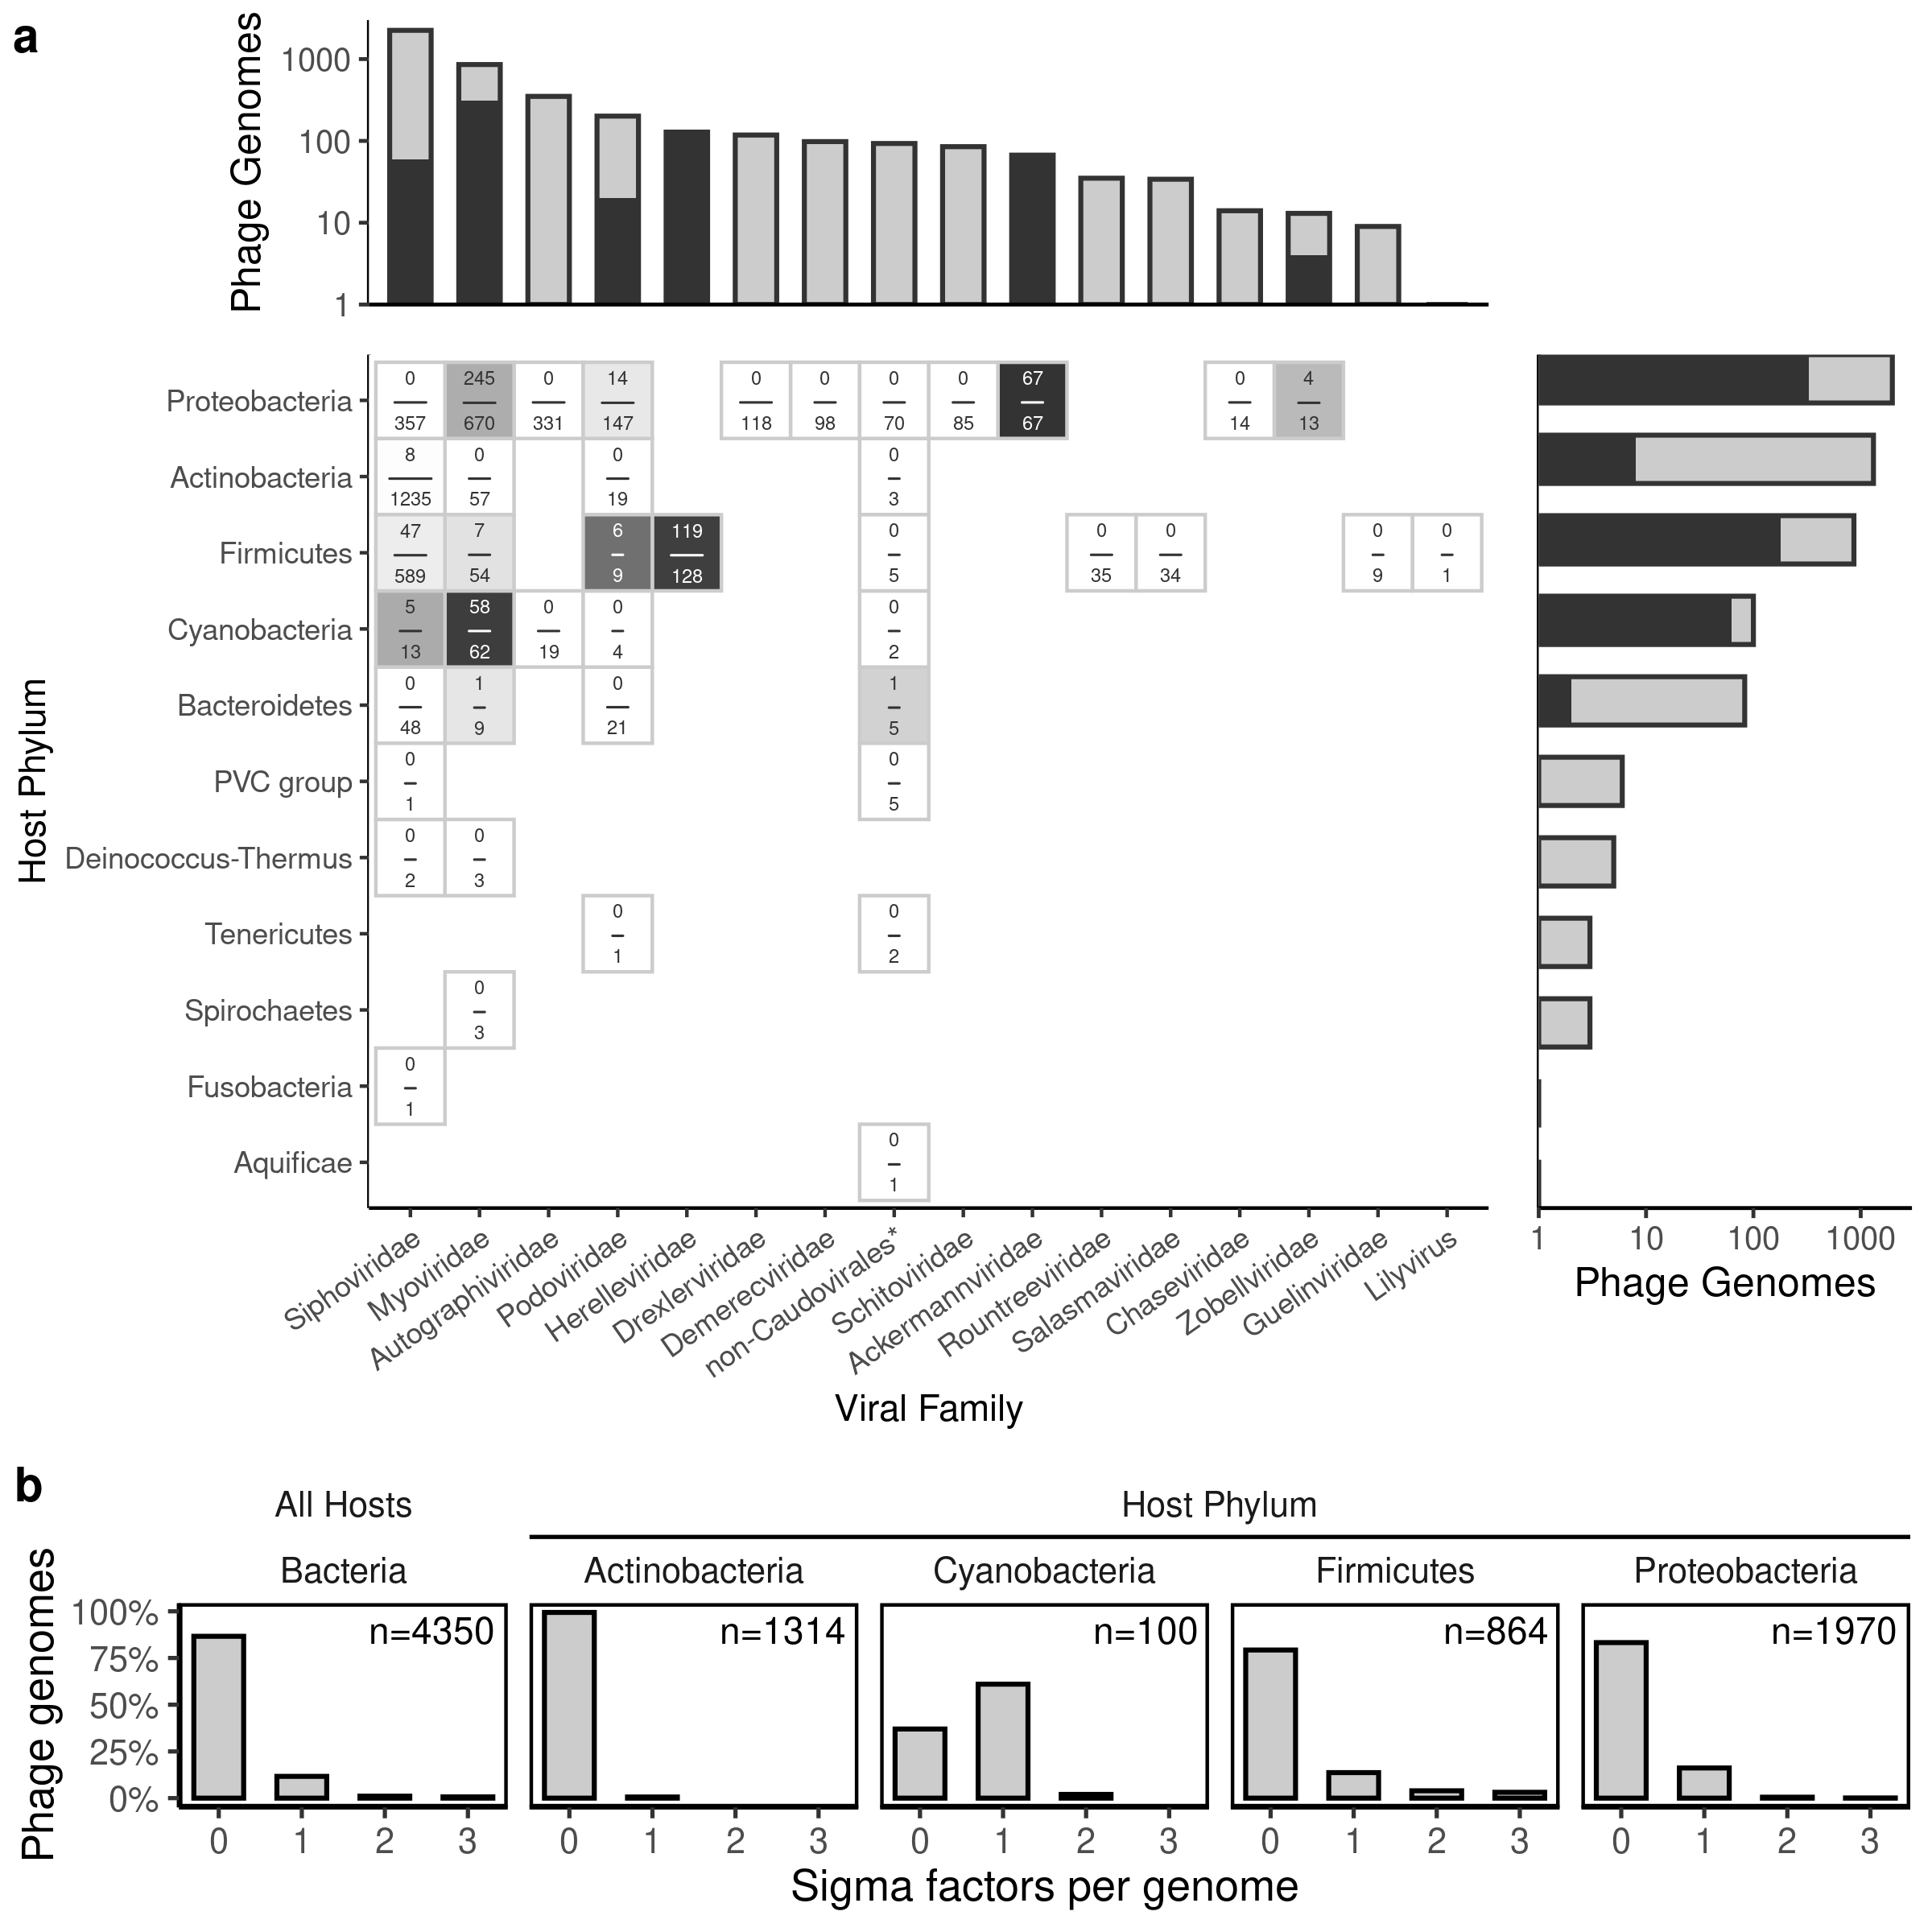 a
Phage Genomes
1000
100
10
1
Host Phylum
Proteobacteria
0 245 0 14 0 0 0 0 67 0 4
357 670 331 147 118 98 70 85 67 14 13
Actinobacteria
8 0 0 0
1235 57 19 3
Firmicutes
47 7 6 119 0 0 0 0 0
589 54 9 128 5 35 34 9 1
Cyanobacteria
5 58 0 0 0
13 62 19 4 2
Bacteroidetes
0 1 0 1
48 9 21 5
PVC group
0 0
1 5
Deinococcus-Thermus
0 0
2 3
Tenericutes
0 0
1 2
Spirochaetes
0
3
Fusobacteria
0
1
Aquificae
0
1
Siphoviridae
Myoviridae
Autographiviridae
Podoviridae
Herelleviridae
Drexlerviridae
Demerecviridae
non-Caudovirales*
Schitoviridae
Ackermannviridae
Rountreeviridae
Salasmaviridae
Chaseviridae
Zobellviridae
Guelinviridae
Lilyvirus
Viral Family
1 10 100 1000
Phage Genomes
b
All Hosts Host Phylum
Bacteria Actinobacteria Cyanobacteria Firmicutes Proteobacteria
Phage genomes
100%
75%
50%
25%
0%
n=4350 n=1314 n=100 n=864 n=1970
0 1 2 3 0 1 2 3 0 1 2 3 0 1 2 3 0 1 2 3
Sigma factors per genome